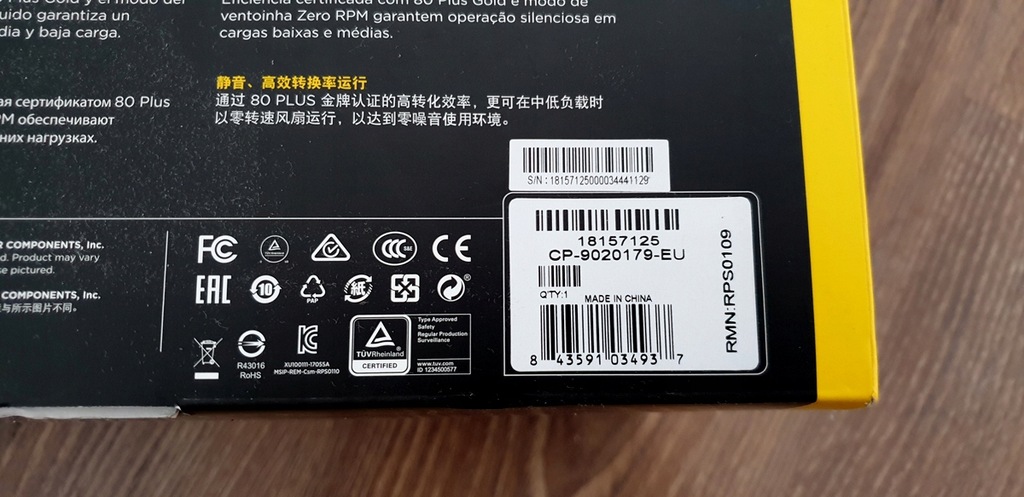 uido garantiza un
dia y baja carga.
Eficiência certificada com 80 Plus Gold e modo de
ventoinha Zero RPM garantem operação silenciosa em
cargas baixas e médias.
静音、高效转换率运行
通过 80 PLUS 金牌认证的高转化效率，更可在中低负载时
以零转速风扇运行，以达到零噪音使用环境。
ая сертификатом 80 Plus
PM обеспечивают
них нагрузках.
S/N : 18157125000034441129
18157125
CP-9020179-EU
QTY:1
MADE IN CHINA
8 43591 03493 7
RMN:RPS0109
R COMPONENTS, Inc.
d. Product may vary
se pictured.
COMPONENTS, Inc.
与所示图片不同。
FC
CCC
S&E
CE
EAC
10
PAP
紙
R43016
RoHS
XU100111-17055A
MSIP-REM-Csm-RPS0110
TÜVRheinland
CERTIFIED
Type Approved
Safety
Regular Production
Surveillance
www.tuv.com
ID 1234500577